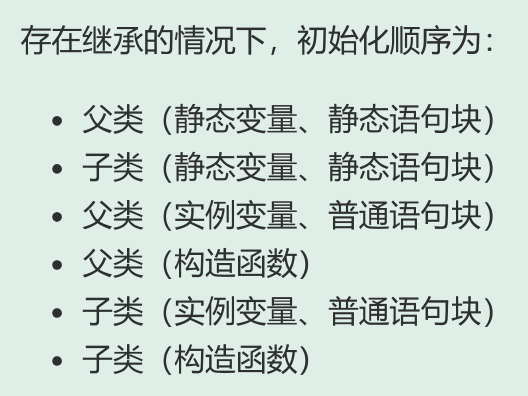 存在继承的情况下，初始化顺序为：
• 父类（静态变量、静态语句块）
• 子类（静态变量、静态语句块）
• 父类（实例变量、普通语句块）
• 父类（构造函数）
• 子类（实例变量、普通语句块）
• 子类（构造函数）